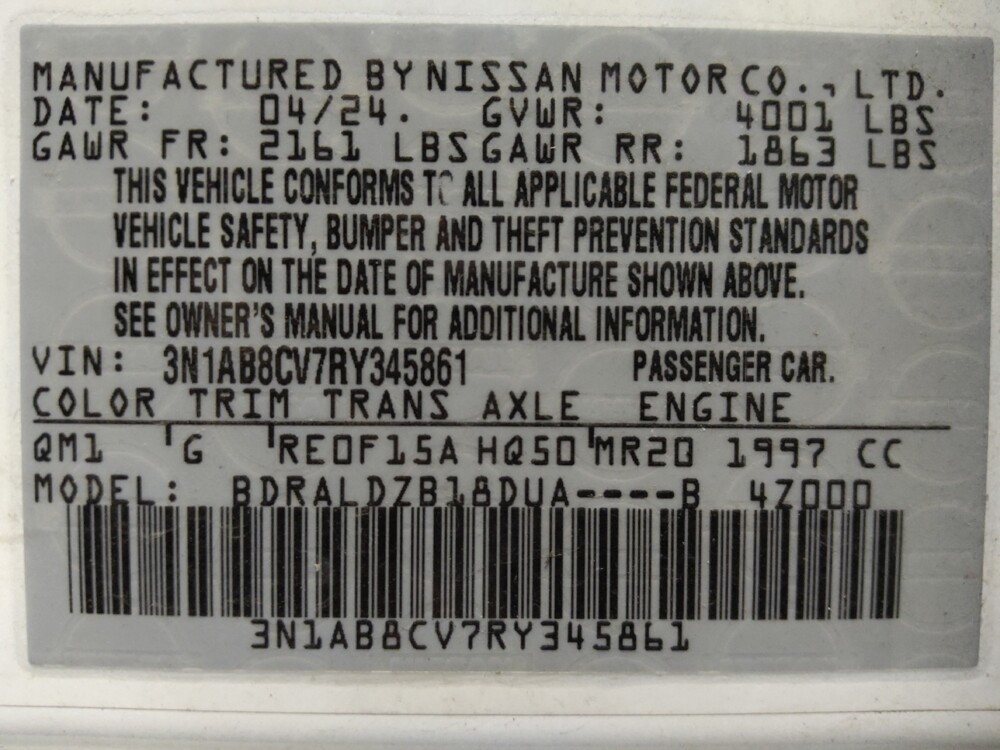 MANUFACTURED BY NISSAN MOTOR CO., LTD.
DATE: 04/24. GVWR: 4001 LBS
GAWR FR: 2161 LBS GAWR RR: 1863 LBS
THIS VEHICLE CONFORMS TO ALL APPLICABLE FEDERAL MOTOR
VEHICLE SAFETY, BUMPER AND THEFT PREVENTION STANDARDS
IN EFFECT ON THE DATE OF MANUFACTURE SHOWN ABOVE.
SEE OWNER'S MANUAL FOR ADDITIONAL INFORMATION.
VIN: 3N1AB8CV7RY345861 PASSENGER CAR.
COLOR TRIM TRANS AXLE ENGINE
QM1 G RE0F15A HQ50 MR20 1997 CC
MODEL: BDRALDZB18DUA----B 4Z000
3N1AB8CV7RY345861